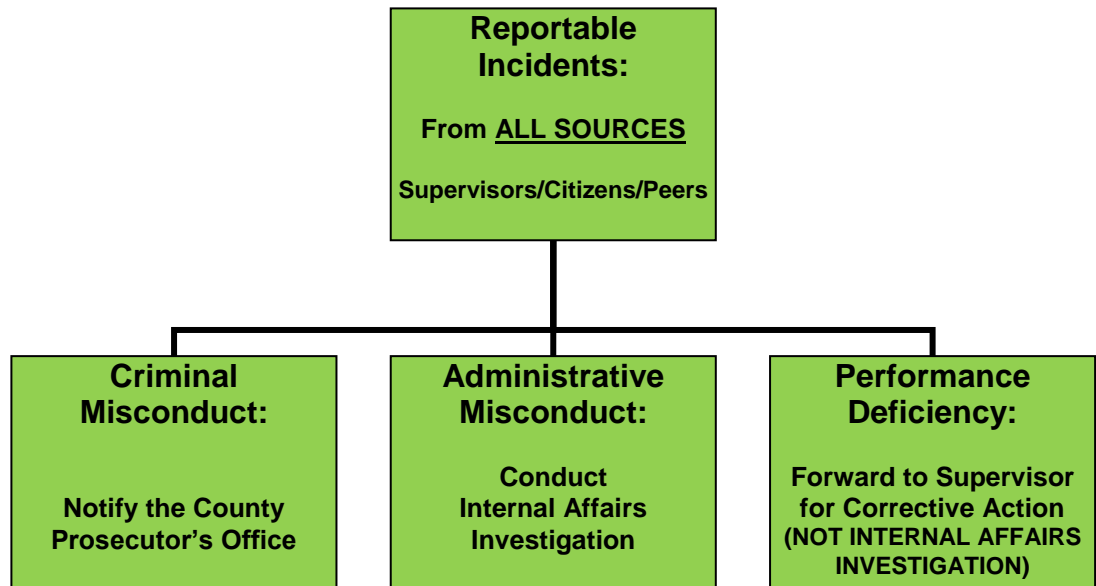 Reportable
Incidents:
From ALL SOURCES
Supervisors/Citizens/Peers
Criminal
Misconduct:
Notify the County
Prosecutor’s Office
Administrative
Misconduct:
Conduct
Internal Affairs
Investigation
Performance
Deficiency:
Forward to Supervisor
for Corrective Action
(NOT INTERNAL AFFAIRS
INVESTIGATION)